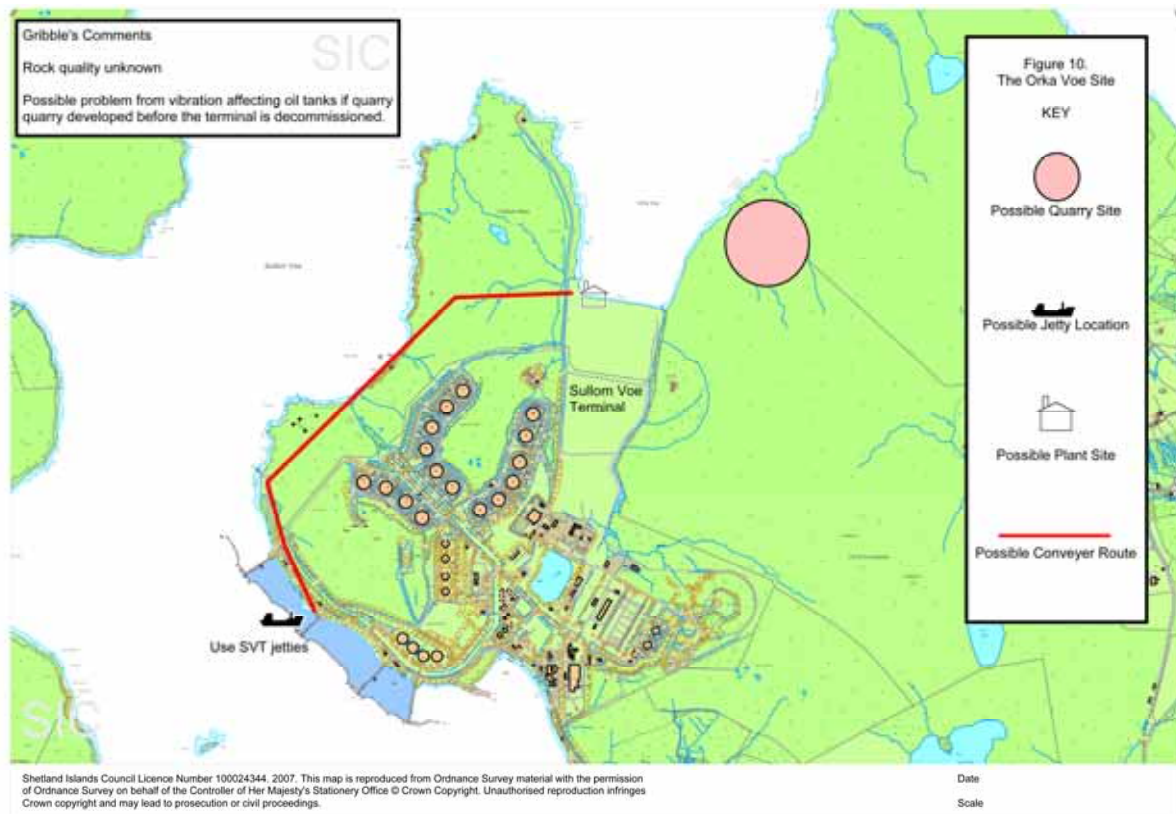 Gribble's Comments
SIC
Rock quality unknown
Possible problem from vibration affecting oil tanks if quarry
quarry developed before the terminal is decommissioned.
Figure 10.
The Orka Voe Site
KEY
Possible Quarry Site
Possible Jetty Location
Possible Plant Site
Possible Conveyer Route
Sullom Voe
Sullom Voe
Terminal
Use SVT jetties
SIC
Shetland Islands Council Licence Number 100024344. 2007. This map is reproduced from Ordnance Survey material with the permission
of Ordnance Survey on behalf of the Controller of Her Majesty's Stationery Office © Crown Copyright. Unauthorised reproduction infringes
Crown copyright and may lead to prosecution or civil proceedings.
Date
Scale